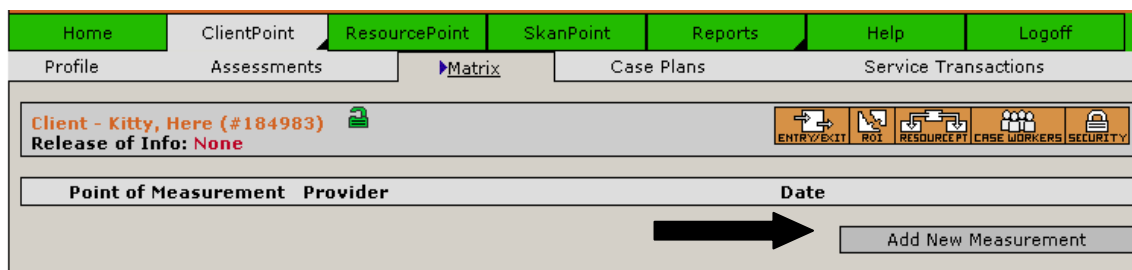 Home ClientPoint ResourcePoint SkanPoint Reports Help Logoff
Profile Assessments Matrix Case Plans Service Transactions
Client - Kitty, Here (#184983)
Release of Info: None
ENTRY/EXIT ROI RESOURCEPT CASE WORKERS SECURITY
Point of Measurement Provider Date
Add New Measurement